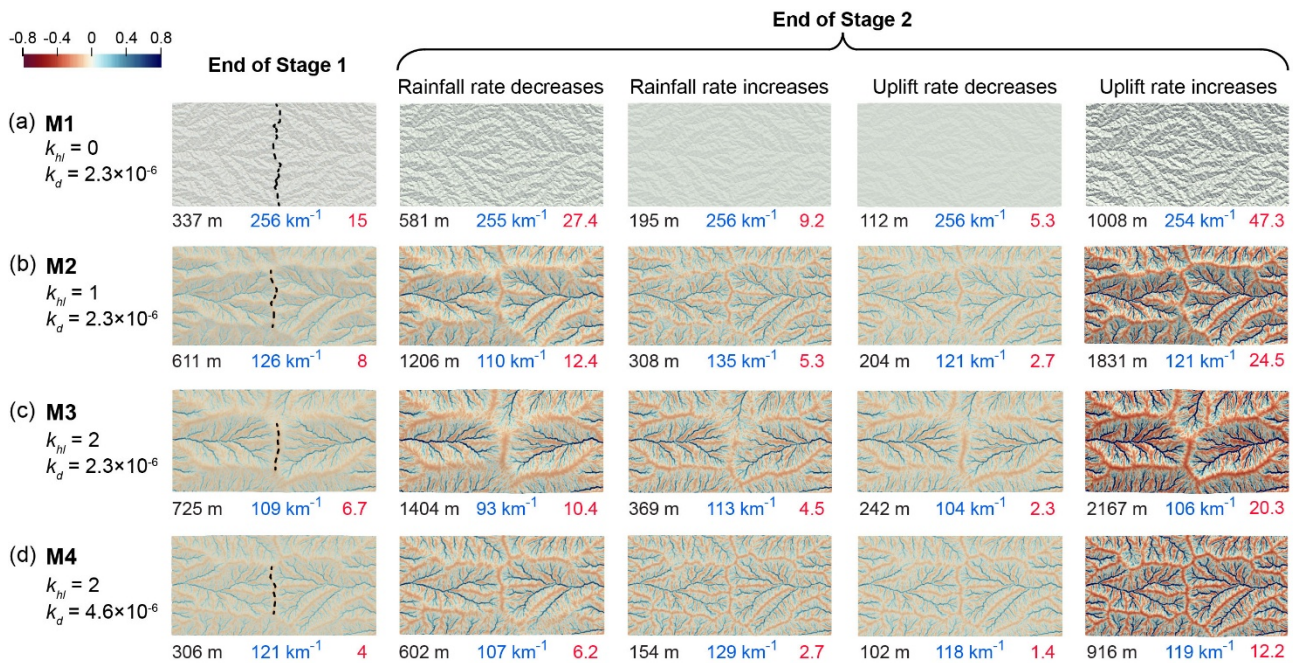 End of Stage 2
-0.8 -0.4 0 0.4 0.8
End of Stage 1
Rainfall rate decreases Rainfall rate increases Uplift rate decreases Uplift rate increases
(a) M1
k_hl = 0
k_d = 2.3×10⁻⁶
337 m 256 km⁻¹ 15 581 m 255 km⁻¹ 27.4 195 m 256 km⁻¹ 9.2 112 m 256 km⁻¹ 5.3 1008 m 254 km⁻¹ 47.3
(b) M2
k_hl = 1
k_d = 2.3×10⁻⁶
611 m 126 km⁻¹ 8 1206 m 110 km⁻¹ 12.4 308 m 135 km⁻¹ 5.3 204 m 121 km⁻¹ 2.7 1831 m 121 km⁻¹ 24.5
(c) M3
k_hl = 2
k_d = 2.3×10⁻⁶
725 m 109 km⁻¹ 6.7 1404 m 93 km⁻¹ 10.4 369 m 113 km⁻¹ 4.5 242 m 104 km⁻¹ 2.3 2167 m 106 km⁻¹ 20.3
(d) M4
k_hl = 2
k_d = 4.6×10⁻⁶
306 m 121 km⁻¹ 4 602 m 107 km⁻¹ 6.2 154 m 129 km⁻¹ 2.7 102 m 118 km⁻¹ 1.4 916 m 119 km⁻¹ 12.2